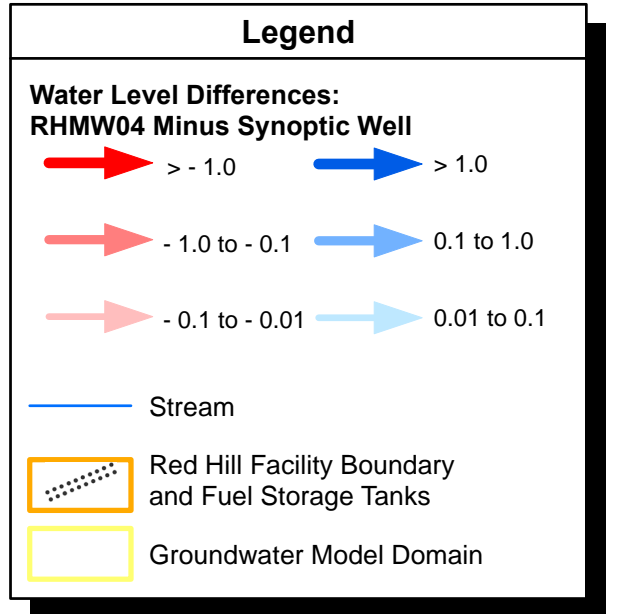 Legend
Water Level Differences:
RHMW04 Minus Synoptic Well
> - 1.0 > 1.0
- 1.0 to - 0.1 0.1 to 1.0
- 0.1 to - 0.01 0.01 to 0.1
Stream
Red Hill Facility Boundary
and Fuel Storage Tanks
Groundwater Model Domain